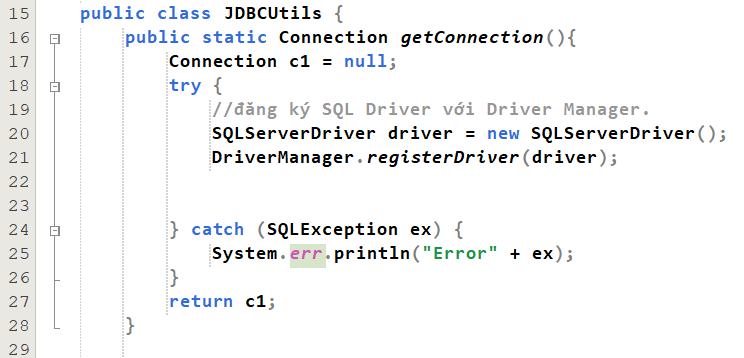 15 public class JDBCUtils {
16 public static Connection getConnection(){
17 Connection c1 = null;
18 try {
19 //đăng ký SQL Driver với Driver Manager.
20 SQLServerDriver driver = new SQLServerDriver();
21 DriverManager.registerDriver(driver);
22
23
24 } catch (SQLException ex) {
25 System.err.println("Error" + ex);
26 }
27 return c1;
28 }
29